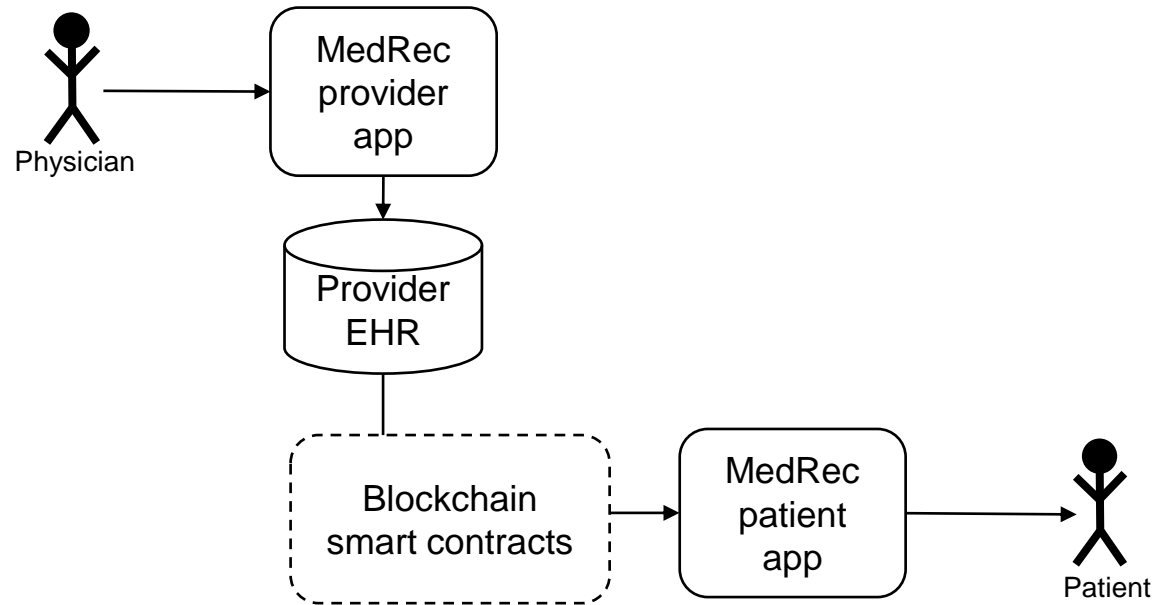 MedRec
provider
app
Physician
Provider
EHR
Blockchain
smart contracts
MedRec
patient
app
Patient